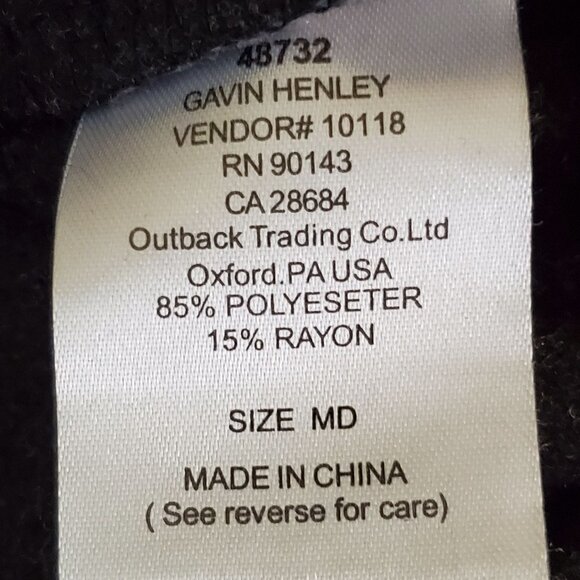 48732
GAVIN HENLEY
VENDOR# 10118
RN 90143
CA 28684
Outback Trading Co.Ltd
Oxford.PA USA
85% POLYESETER
15% RAYON
SIZE MD
MADE IN CHINA
( See reverse for care)